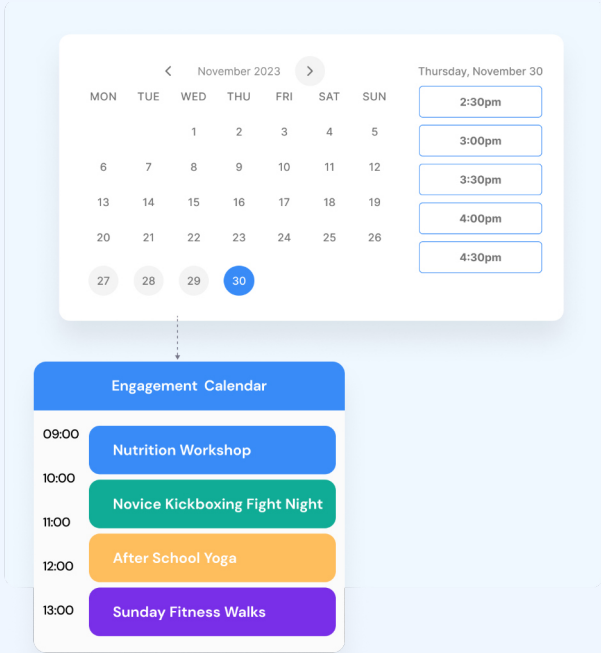 November 2023
MON TUE WED THU FRI SAT SUN
1 2 3 4 5
6 7 8 9 10 11 12
13 14 15 16 17 18 19
20 21 22 23 24 25 26
27 28 29 30
Thursday, November 30
2:30pm
3:00pm
3:30pm
4:00pm
4:30pm
Engagement Calendar
09:00
Nutrition Workshop
10:00
Novice Kickboxing Fight Night
11:00
After School Yoga
12:00
13:00
Sunday Fitness Walks